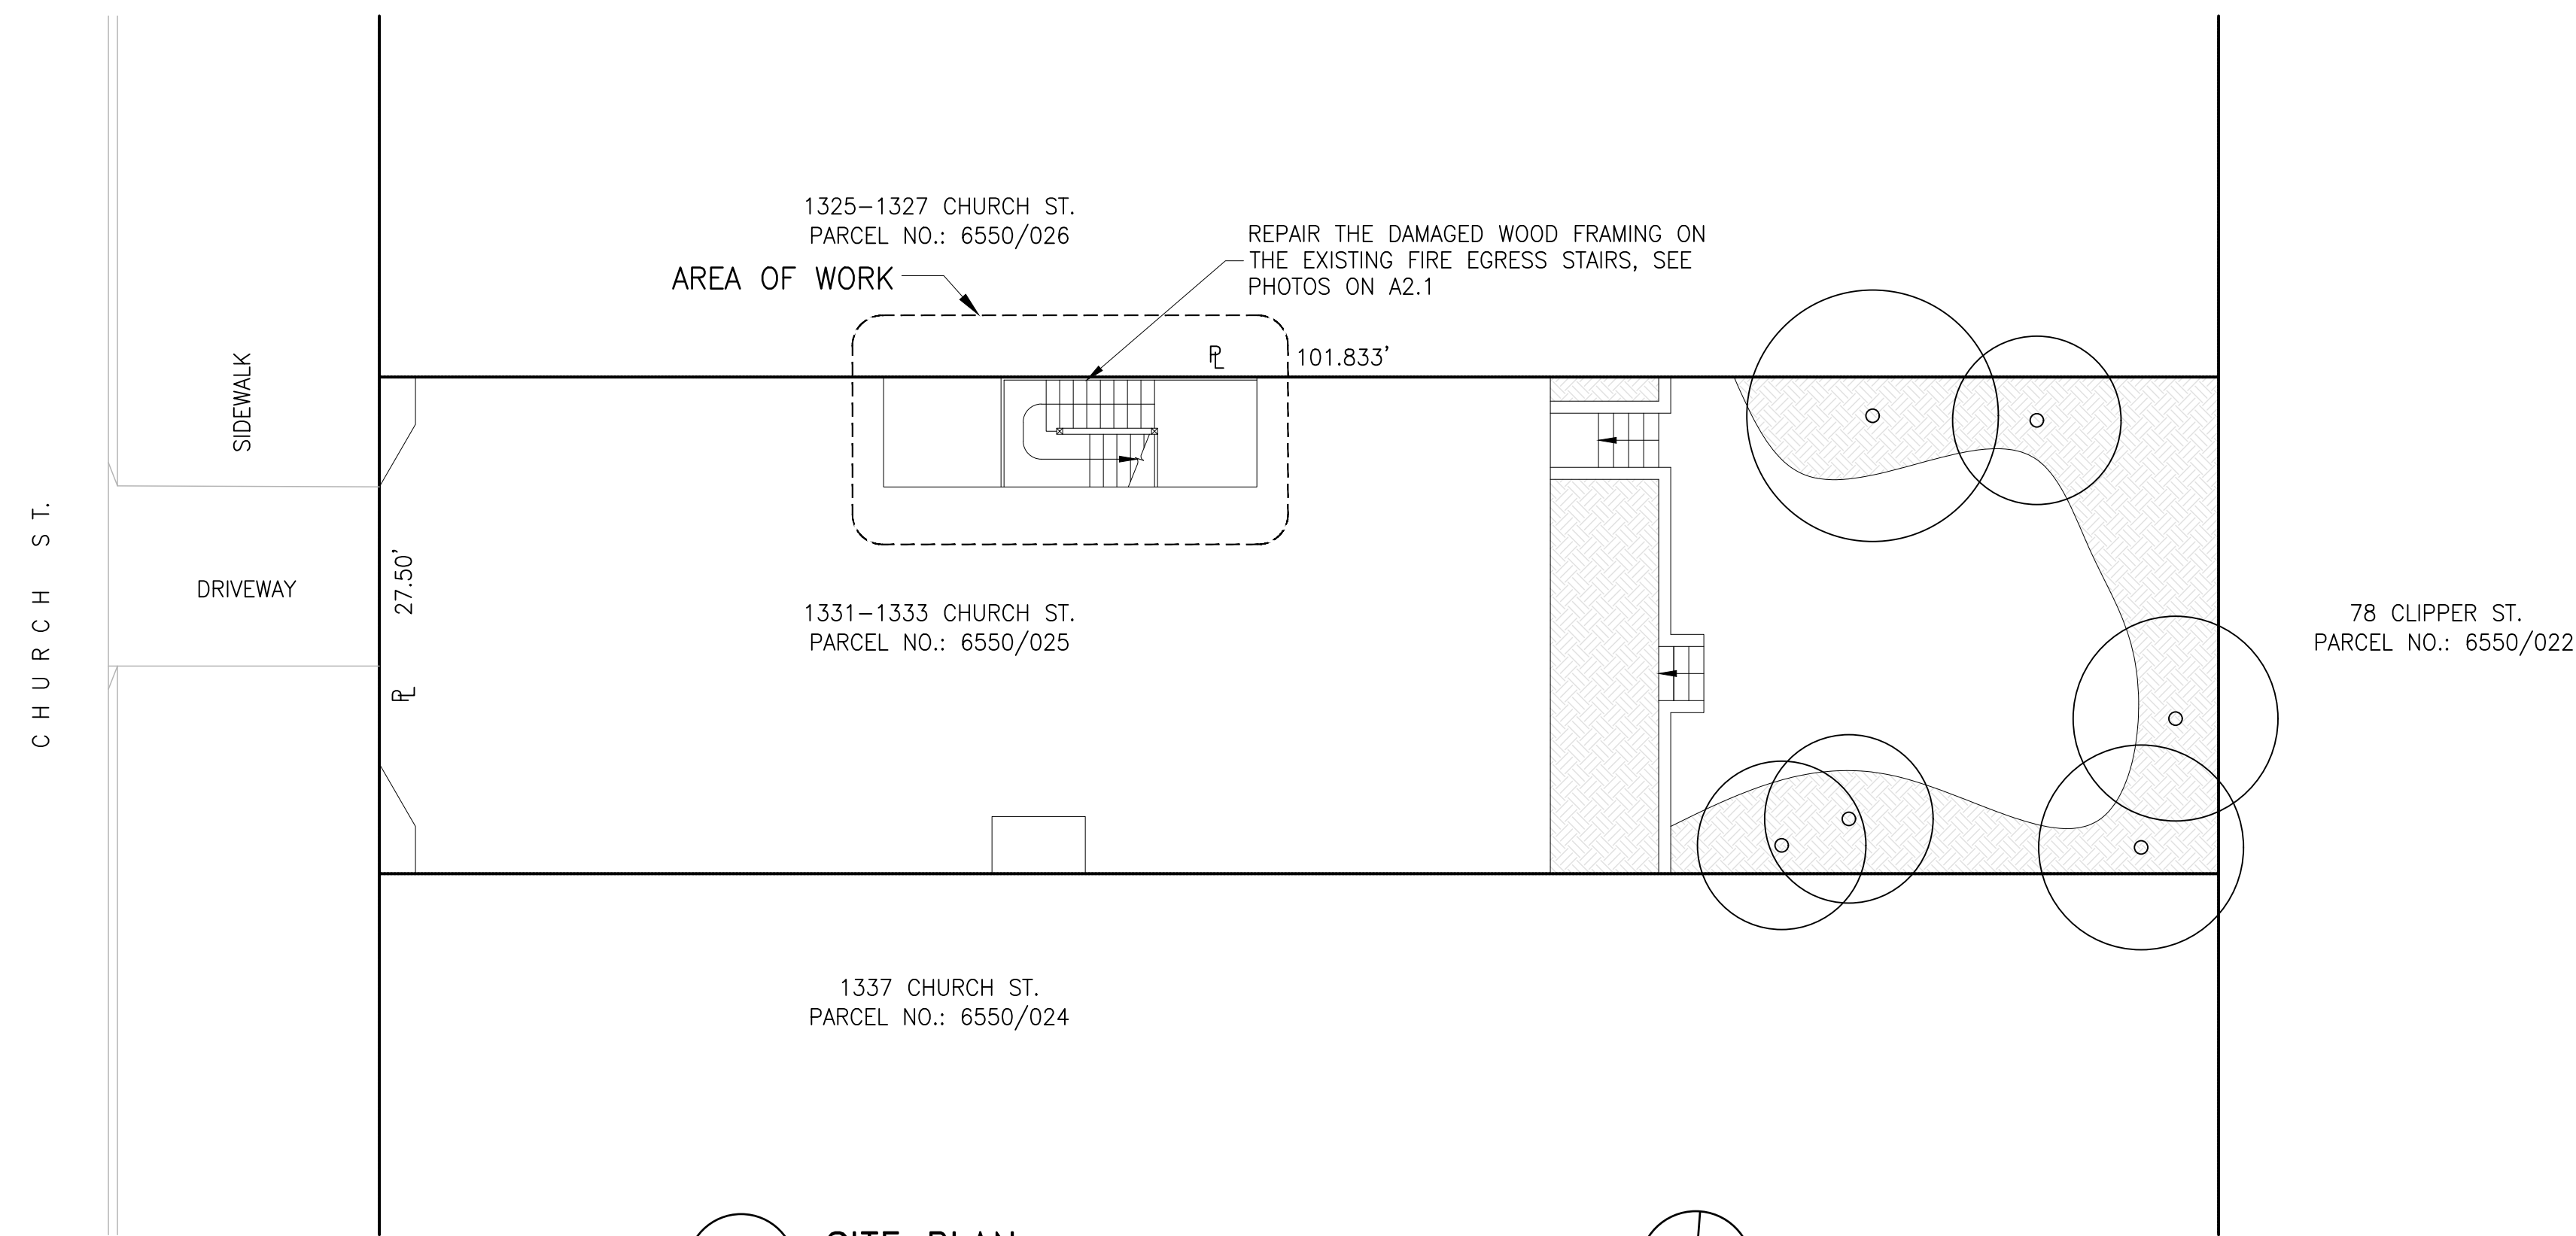 1325-1327 CHURCH ST.
PARCEL NO.: 6550/026
AREA OF WORK
REPAIR THE DAMAGED WOOD FRAMING ON
THE EXISTING FIRE EGRESS STAIRS, SEE
PHOTOS ON A2.1
PL
101.833'
SIDEWALK
CHURCH ST.
DRIVEWAY
27.50'
PL
1331-1333 CHURCH ST.
PARCEL NO.: 6550/025
78 CLIPPER ST.
PARCEL NO.: 6550/022
1337 CHURCH ST.
PARCEL NO.: 6550/024
SITE PLAN